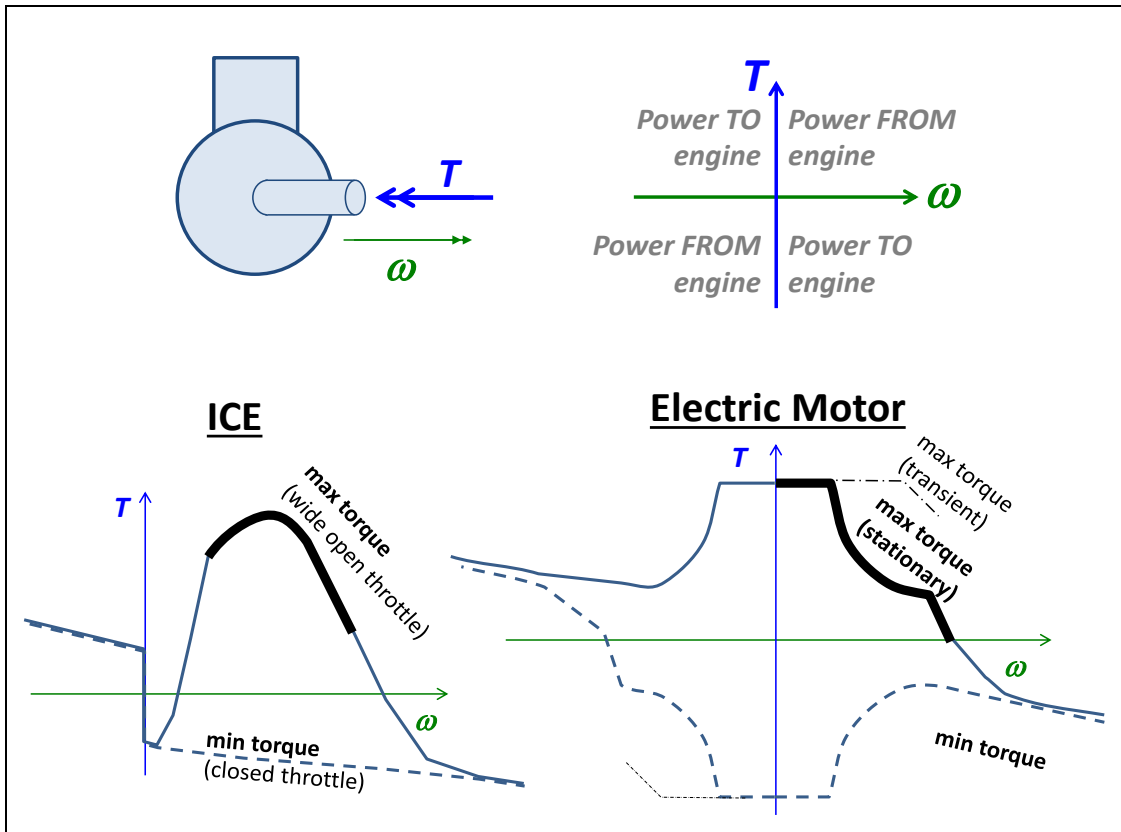 T
ω
T
Power TO
engine
Power FROM
engine
ω
Power FROM
engine
Power TO
engine
ICE
T
max torque
(wide open throttle)
ω
min torque
(closed throttle)
Electric Motor
T
max torque
(transient)
max torque
(stationary)
ω
min torque